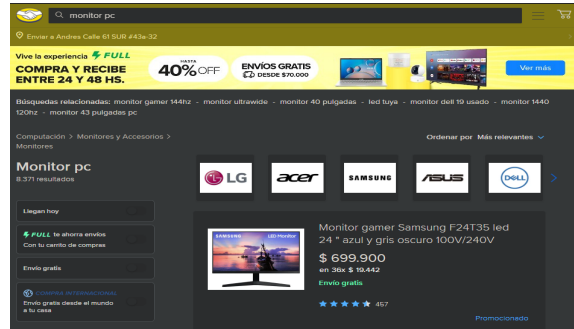 monitor pc
Enviar a Andres Calle 61 SUR #43a-32
Vive la experiencia FULL
COMPRA Y RECIBE
ENTRE 24 Y 48 HS.
HASTA
40% OFF
ENVÍOS GRATIS
DESDE $70.000
Ver más
Búsquedas relacionadas: monitor gamer 144hz - monitor ultrawide - monitor 40 pulgadas - led tuya - monitor dell 19 usado - monitor 1440
120hz - monitor 43 pulgadas pc
Computación > Monitores y Accesorios >
Monitores
Ordenar por Más relevantes
Monitor pc
8.371 resultados
LG
acer
SAMSUNG
ASUS
DELL
Llegan hoy
FULL te ahorra envíos
Con tu carrito de compras
Envío gratis
COMPRA INTERNACIONAL
Envío gratis desde el mundo
a tu casa
SAMSUNG LED Monitor
Monitor gamer Samsung F24T35 led
24 " azul y gris oscuro 100V/240V
$ 699.900
en 36x $ 19.442
Envío gratis
457
Promocionado